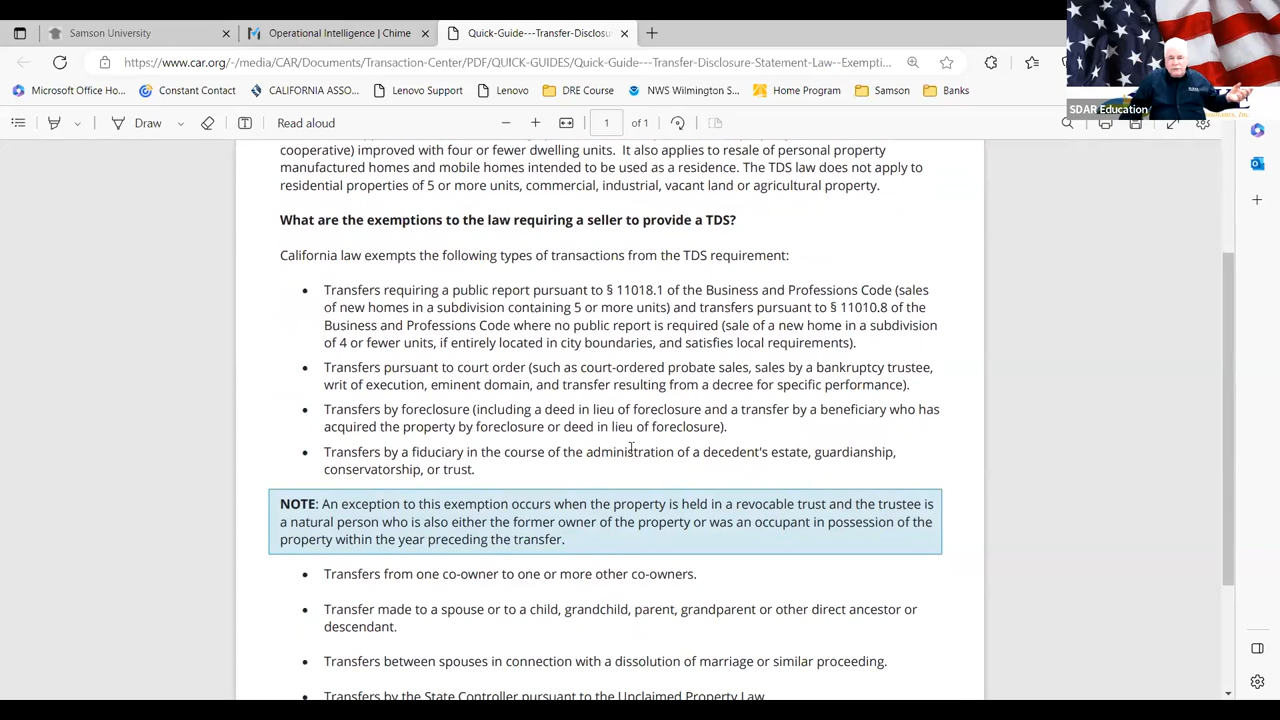 Samson University
Operational Intelligence | Chime
Quick-Guide---Transfer-Disclosu
https://www.car.org/-/media/CAR/Documents/Transaction-Center/BTF/QUICK-GUIDES/Quick-Guide---Transfer-Disclosure-Statement-Law--Exempti...
Microsoft Office Ho...
Constant Contact
CALIFORNIA ASSO...
Lenovo Support
Lenovo
DRE Course
NWS Wilmington S...
Home Program
Samson
Banks
SDAR Education
Draw
Read aloud
1
of 1
cooperative) improved with four or fewer dwelling units. It also applies to resale of personal property
manufactured homes and mobile homes intended to be used as a residence. The TDS law does not apply to
residential properties of 5 or more units, commercial, industrial, vacant land or agricultural property.
What are the exemptions to the law requiring a seller to provide a TDS?
California law exempts the following types of transactions from the TDS requirement:
• Transfers requiring a public report pursuant to § 11018.1 of the Business and Professions Code (sales
of new homes in a subdivision containing 5 or more units) and transfers pursuant to § 11010.8 of the
Business and Professions Code where no public report is required (sale of a new home in a subdivision
of 4 or fewer units, if entirely located in city boundaries, and satisfies local requirements).
• Transfers pursuant to court order (such as court-ordered probate sales, sales by a bankruptcy trustee,
writ of execution, eminent domain, and transfer resulting from a decree for specific performance).
• Transfers by foreclosure (including a deed in lieu of foreclosure and a transfer by a beneficiary who has
acquired the property by foreclosure or deed in lieu of foreclosure).
• Transfers by a fiduciary in the course of the administration of a decedent's estate, guardianship,
conservatorship, or trust.
NOTE: An exception to this exemption occurs when the property is held in a revocable trust and the trustee is
a natural person who is also either the former owner of the property or was an occupant in possession of the
property within the year preceding the transfer.
• Transfers from one co-owner to one or more other co-owners.
• Transfer made to a spouse or to a child, grandchild, parent, grandparent or other direct ancestor or
descendant.
• Transfers between spouses in connection with a dissolution of marriage or similar proceeding.
• Transfers by the State Controller pursuant to the Unclaimed Property Law